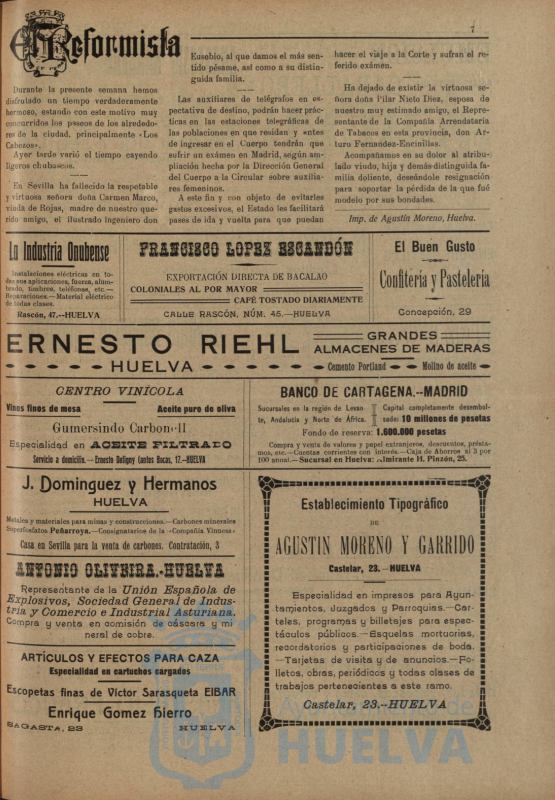 El Reformista
7
Durante la presente semana hemos
disfrutado un tiempo verdaderamente
hermoso, estando con este motivo muy
concurridos los paseos de los alrededo-
res de la ciudad, principalmente «Los
Cabezos».
Ayer tarde varió el tiempo cayendo
ligeros chubascos.
En Sevilla ha fallecido la respetable
y virtuosa señora doña Carmen Marco,
viuda de Rojas, madre de nuestro que-
rido amigo, el ilustrado ingeniero don
Eusebio, al que damos el más sen-
tido pésame, así como a su distin-
guida familia.
Las auxiliares de telégrafos en es-
pectativa de destino, podrán hacer prác-
ticas en las estaciones telegráficas de
las poblaciones en que residan y antes
de ingresar en el Cuerpo tendrán que
sufrir un exámen en Madrid, según am-
pliación hecha por la Dirección General
del Cuerpo a la Circular sobre auxilia-
res femeninos.
A este fin y con objeto de evitarles
gastos excesivos, el Estado les facilitará
pases de ida y vuelta para que puedan
hacer el viaje a la Corte y sufran el re-
ferido exámen.
Ha dejado de existir la virtuosa se-
ñora doña Pilar Nieto Diez, esposa de
nuestro muy estimado amigo, el Repre-
sentante de la Compañía Arrendataria
de Tabacos en esta provincia, don Ar-
turo Fernández-Encinillas.
Acompañamos en su dolor al atribu-
lado viudo, hija y demás distinguida fa-
milia doliente, deseándole resignación
para soportar la pérdida de la que fué
modelo por sus bondades.
Imp. de Agustín Moreno, Huelva.
La Industria Onubense
Instalaciones eléctricas en to-
das sus aplicaciones, fuerza, alum-
brado, timbres, teléfonos, etc.—
Reparaciones.—Material eléctrico
de todas clases.
Rascón, 47.--HUELVA
FRANCISCO LOPEZ ESCANDÓN
EXPORTACIÓN DIRECTA DE BACALAO
COLONIALES AL POR MAYOR
CAFÉ TOSTADO DIARIAMENTE
CALLE RASCÓN, NÚM. 45.—HUELVA
El Buen Gusto
Confitería y Pastelería
Concepción, 29
ERNESTO RIEHL
HUELVA
GRANDES
ALMACENES DE MADERAS
Cemento Portland Molino de aceite
CENTRO VINÍCOLA
Vinos finos de mesa Aceite puro de oliva
Gumersindo Carbonell
Especialidad en ACEITE FILTRADO
Servicio a domicilio.—Ernesto Deligny (antes Bocas, 17.-HUELVA
BANCO DE CARTAGENA.--MADRID
Sucursales en la región de Levan
te, Andalucía y Norte de África.
Capital completamente desembol-
sado: 10 millones de pesetas
Fondo de reserva: 1.600.000 pesetas
Compra y venta de valores y papel extranjeros, descuentos, présta-
mos, etc.—Cuentas corrientes con interés.—Caja de Ahorros al 3 por
100 anual.—Sucursal en Huelva: Almirante H. Pinzón, 25.
J. Dominguez y Hermanos
HUELVA
Metales y materiales para minas y construcciones.—Carbones minerales
Superfosfatos Peñarroya.—Consignatarios de la «Compañía Vinuesa»
Casa en Sevilla para la venta de carbones. Contratación, 3
ANTONIO OLIVEIRA.-HUELVA
Representante de la Unión Española de
Explosivos, Sociedad General de Indus-
tria y Comercio e Industrial Asturiana.
Compra y venta en comisión de cáscara y mi
neral de cobre.
ARTÍCULOS Y EFECTOS PARA CAZA
Especialidad en cartuchos cargados
Escopetas finas de Víctor Sarasqueta EIBAR
Enrique Gomez Bierro
SAGASTA, 23 HUELVA
Establecimiento Tipográfico
DE
AGUSTIN MORENO Y GARRIDO
Castelar, 23.—HUELVA
Especialidad en impresos para Ayun-
tamientos, Juzgados y Parroquias.—Car-
teles, programas y billetajes para espec-
táculos públicos.—Esquelas mortuorias,
recordatorios y participaciones de boda.
—Tarjetas de visita y de anuncios.—Fo-
lletos, obras, periódicos y todas clases de
trabajos pertenecientes a este ramo.
Castelar, 23.--HUELVA
HUELVA